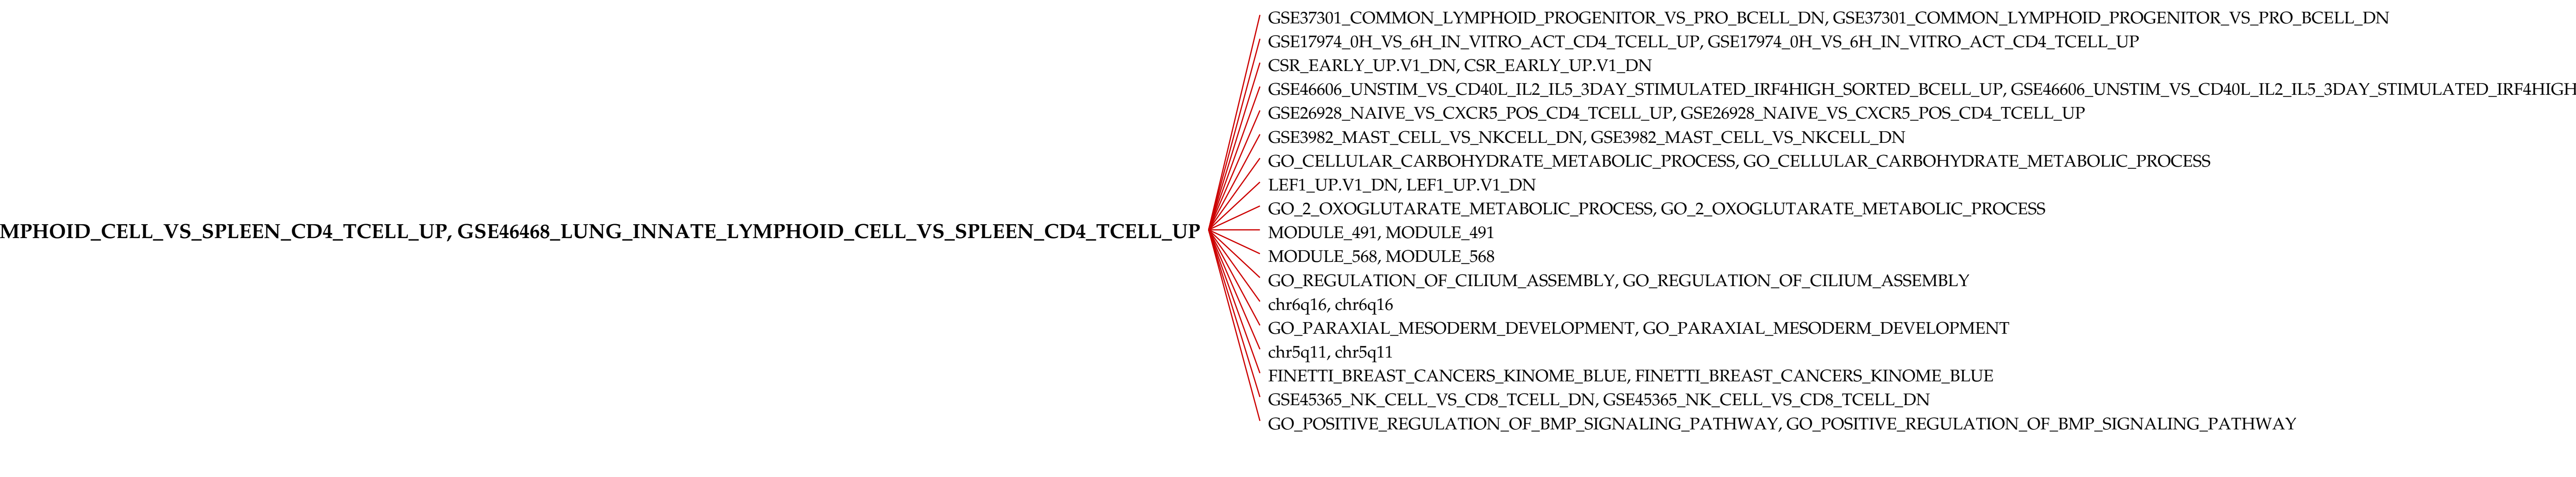 GSE37301_COMMON_LYMPHOID_PROGENITOR_VS_PRO_BCELL_DN, GSE37301_COMMON_LYMPHOID_PROGENITOR_VS_PRO_BCELL_DN
GSE17974_0H_VS_6H_IN_VITRO_ACT_CD4_TCELL_UP, GSE17974_0H_VS_6H_IN_VITRO_ACT_CD4_TCELL_UP
CSR_EARLY_UP.V1_DN, CSR_EARLY_UP.V1_DN
GSE46606_UNSTIM_VS_CD40L_IL2_IL5_3DAY_STIMULATED_IRF4HIGH_SORTED_BCELL_UP, GSE46606_UNSTIM_VS_CD40L_IL2_IL5_3DAY_STIMULATED_IRF4HIGH
GSE26928_NAIVE_VS_CXCR5_POS_CD4_TCELL_UP, GSE26928_NAIVE_VS_CXCR5_POS_CD4_TCELL_UP
GSE3982_MAST_CELL_VS_NKCELL_DN, GSE3982_MAST_CELL_VS_NKCELL_DN
GO_CELLULAR_CARBOHYDRATE_METABOLIC_PROCESS, GO_CELLULAR_CARBOHYDRATE_METABOLIC_PROCESS
LEF1_UP.V1_DN, LEF1_UP.V1_DN
GO_2_OXOGLUTARATE_METABOLIC_PROCESS, GO_2_OXOGLUTARATE_METABOLIC_PROCESS
MPHOID_CELL_VS_SPLEEN_CD4_TCELL_UP, GSE46468_LUNG_INNATE_LYMPHOID_CELL_VS_SPLEEN_CD4_TCELL_UP
MODULE_491, MODULE_491
MODULE_568, MODULE_568
GO_REGULATION_OF_CILIUM_ASSEMBLY, GO_REGULATION_OF_CILIUM_ASSEMBLY
chr6q16, chr6q16
GO_PARAXIAL_MESODERM_DEVELOPMENT, GO_PARAXIAL_MESODERM_DEVELOPMENT
chr5q11, chr5q11
FINETTI_BREAST_CANCERS_KINOME_BLUE, FINETTI_BREAST_CANCERS_KINOME_BLUE
GSE45365_NK_CELL_VS_CD8_TCELL_DN, GSE45365_NK_CELL_VS_CD8_TCELL_DN
GO_POSITIVE_REGULATION_OF_BMP_SIGNALING_PATHWAY, GO_POSITIVE_REGULATION_OF_BMP_SIGNALING_PATHWAY